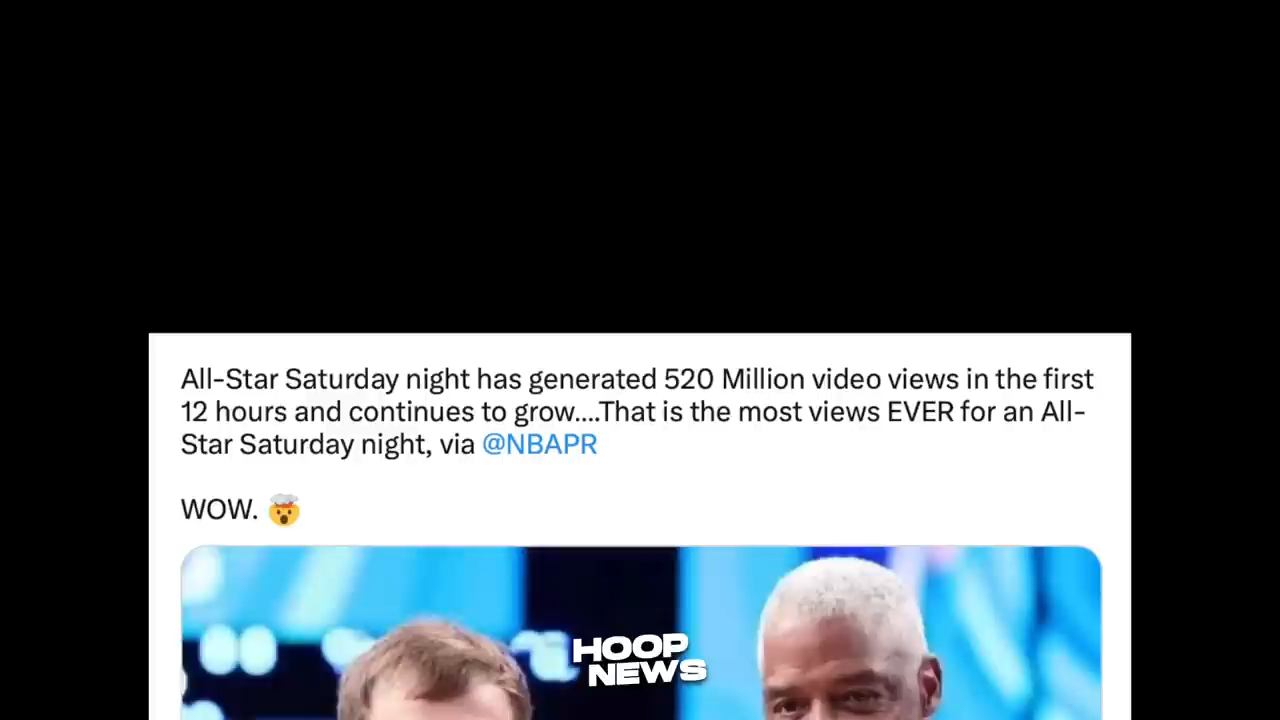 All-Star Saturday night has generated 520 Million video views in the first
12 hours and continues to grow....That is the most views EVER for an All-
Star Saturday night, via @NBAPR
WOW. 🤯
HOOP
NEWS